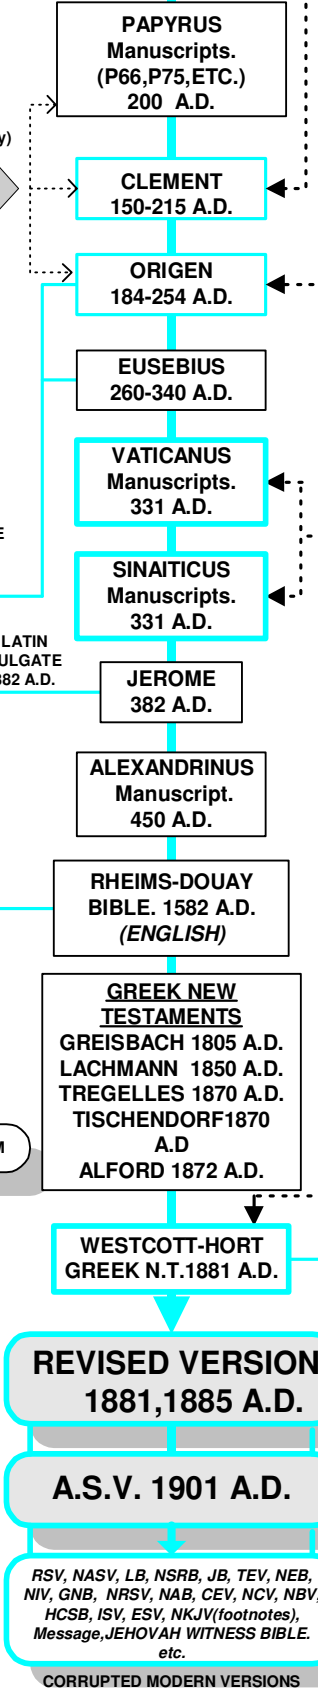 PAPYRUS
Manuscripts.
(P66,P75,ETC.)
200 A.D.
y)
CLEMENT
150-215 A.D.
ORIGEN
184-254 A.D.
EUSEBIUS
260-340 A.D.
VATICANUS
Manuscripts.
331 A.D.
E
SINAITICUS
Manuscripts.
331 A.D.
LATIN
ULGATE
382 A.D.
JEROME
382 A.D.
ALEXANDRINUS
Manuscript.
450 A.D.
RHEIMS-DOUAY
BIBLE. 1582 A.D.
(ENGLISH)
GREEK NEW
TESTAMENTS
GREISBACH 1805 A.D.
LACHMANN 1850 A.D.
TREGELLES 1870 A.D.
TISCHENDORF1870
A.D
ALFORD 1872 A.D.
M
WESTCOTT-HORT
GREEK N.T.1881 A.D.
REVISED VERSION
1881,1885 A.D.
A.S.V. 1901 A.D.
RSV, NASV, LB, NSRB, JB, TEV, NEB,
NIV, GNB, NRSV, NAB, CEV, NCV, NBV,
HCSB, ISV, ESV, NKJV(footnotes),
Message,JEHOVAH WITNESS BIBLE.
etc.
CORRUPTED MODERN VERSIONS